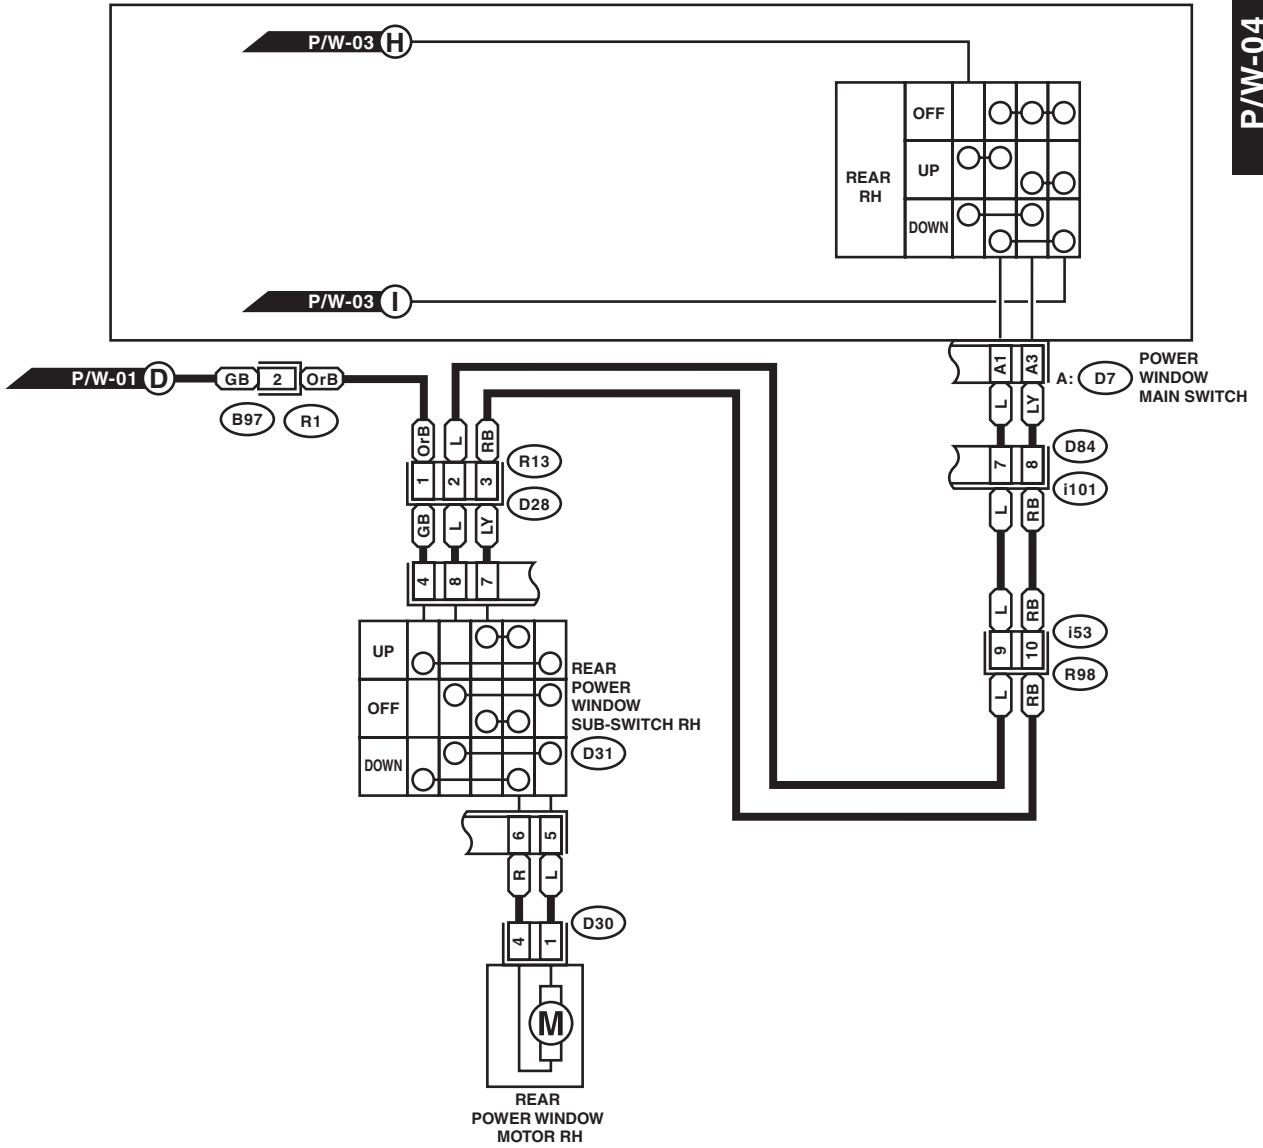 P/W-04
P/W-03 H
OFF
UP
REAR
RH
DOWN
P/W-03 I
P/W-01 D
GB 2 OrB
B97 R1
A1 A3
A: D7
POWER
WINDOW
MAIN SWITCH
L LY
OrB L RB
D84
7 8
R13
1 2 3
i101
D28
L RB
GB L LY
4 8 7
L RB
i53
9 10
R98
L RB
UP
OFF
DOWN
REAR
POWER
WINDOW
SUB-SWITCH RH
D31
6 5
R L
D30
4 1
M
REAR
POWER WINDOW
MOTOR RH